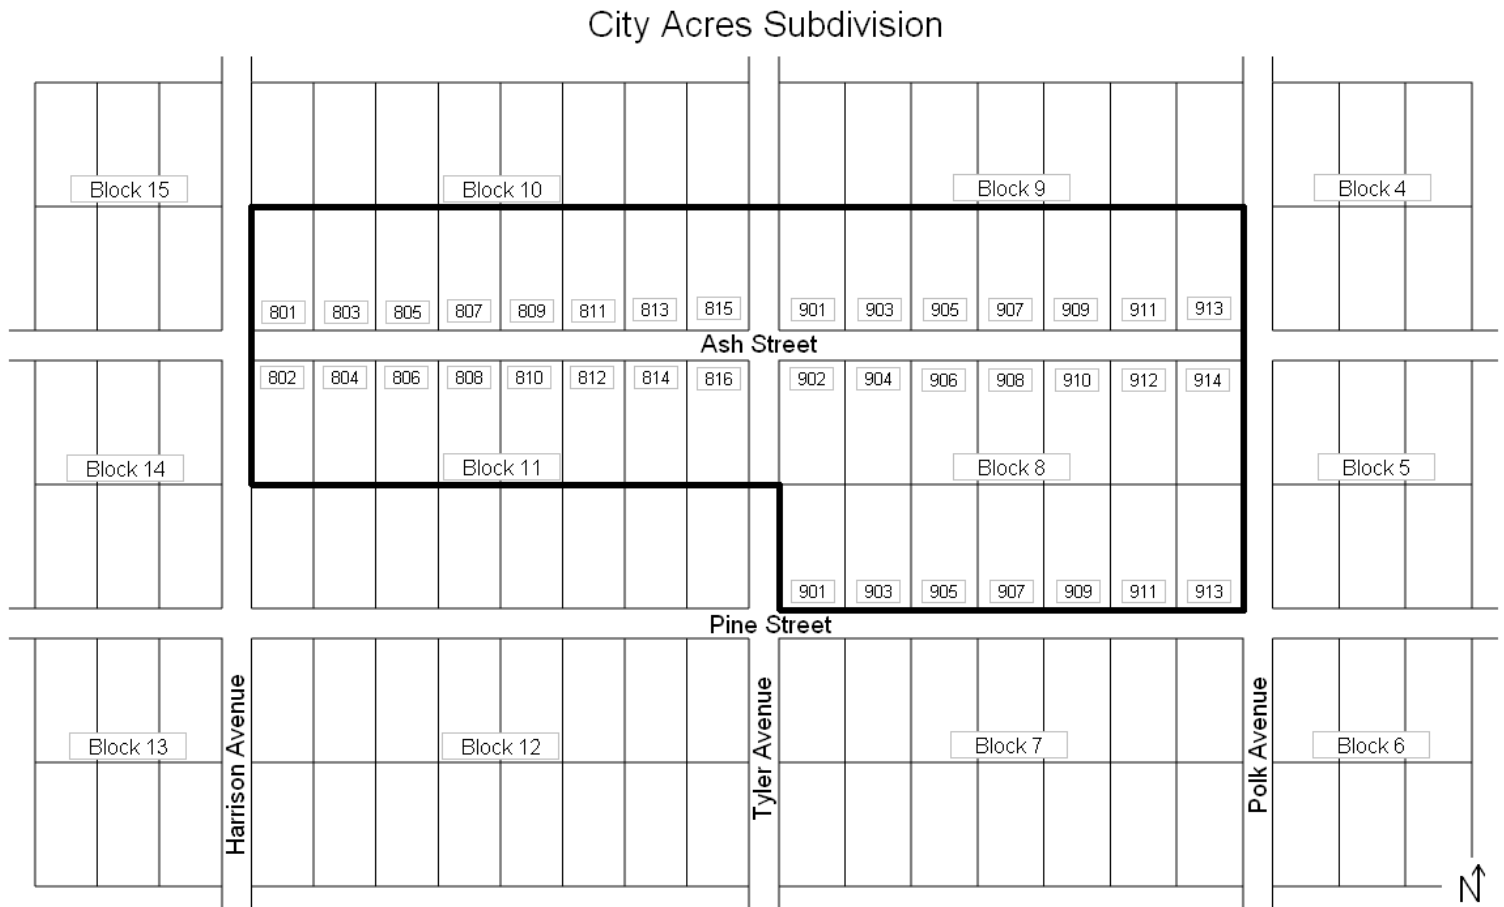 City Acres Subdivision
Block 15
Block 10
Block 9
Block 4
801 803 805 807 809 811 813 815 901 903 905 907 909 911 913
Ash Street
802 804 806 808 810 812 814 816 902 904 906 908 910 912 914
Block 14
Block 11
Block 8
Block 5
901 903 905 907 909 911 913
Pine Street
Harrison Avenue
Tyler Avenue
Polk Avenue
Block 13
Block 12
Block 7
Block 6
N